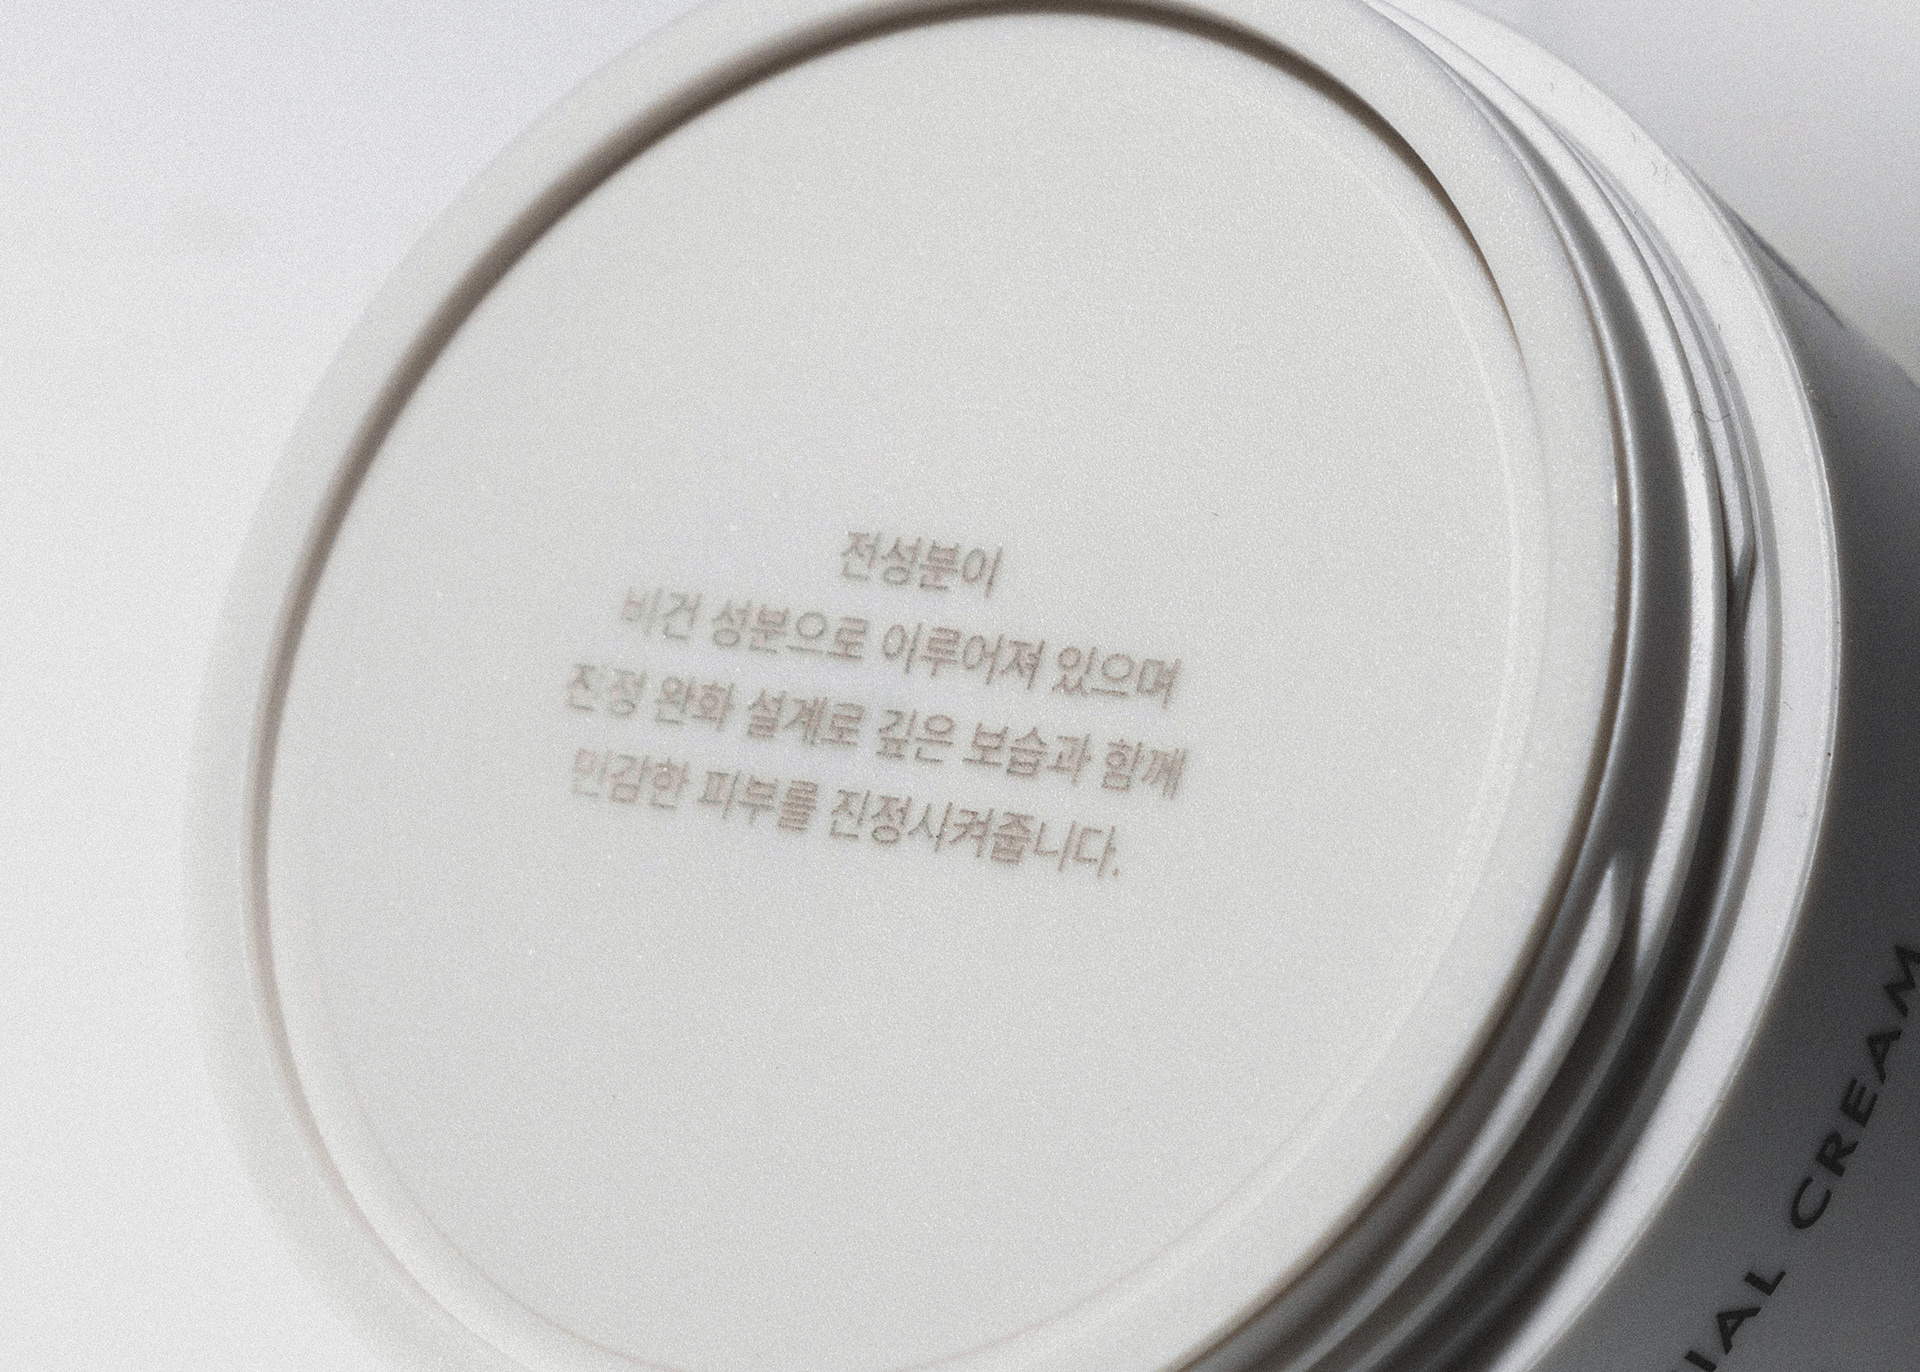 전성분이
비건 성분으로 이루어져 있으며
진정 완화 설계로 깊은 보습과 함께
민감한 피부를 진정시켜줍니다.
CREAM